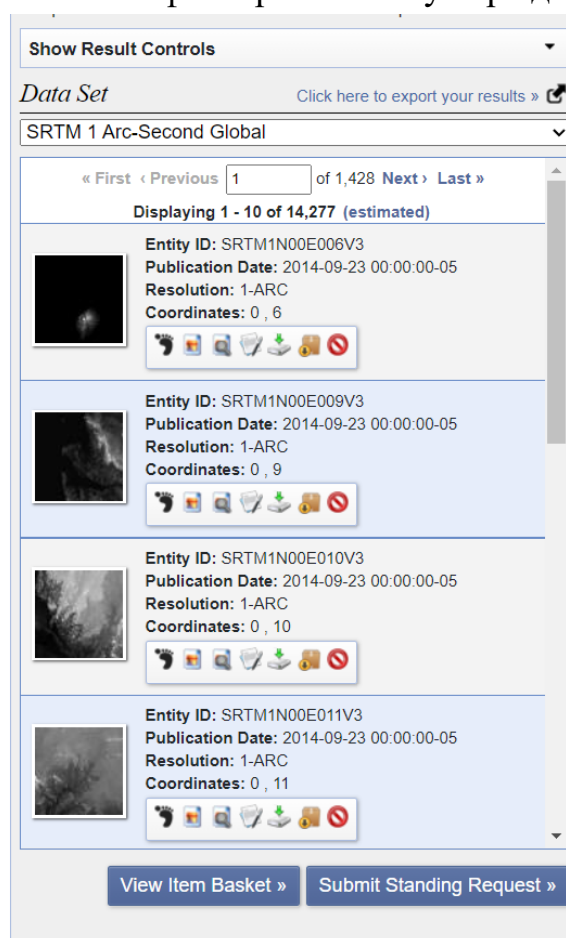 Show Result Controls
Data Set
Click here to export your results »
SRTM 1 Arc-Second Global
« First ‹ Previous 1 of 1,428 Next › Last »
Displaying 1 - 10 of 14,277 (estimated)
Entity ID: SRTM1N00E006V3
Publication Date: 2014-09-23 00:00:00-05
Resolution: 1-ARC
Coordinates: 0 , 6
Entity ID: SRTM1N00E009V3
Publication Date: 2014-09-23 00:00:00-05
Resolution: 1-ARC
Coordinates: 0 , 9
Entity ID: SRTM1N00E010V3
Publication Date: 2014-09-23 00:00:00-05
Resolution: 1-ARC
Coordinates: 0 , 10
Entity ID: SRTM1N00E011V3
Publication Date: 2014-09-23 00:00:00-05
Resolution: 1-ARC
Coordinates: 0 , 11
View Item Basket »
Submit Standing Request »